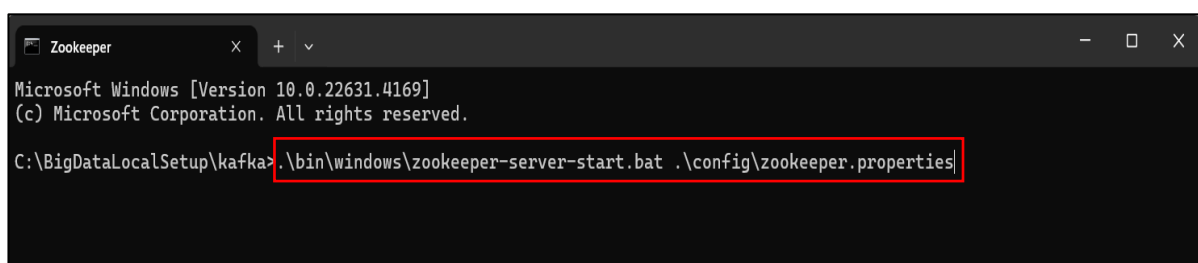 Zookeeper
Microsoft Windows [Version 10.0.22631.4169]
(c) Microsoft Corporation. All rights reserved.
C:\BigDataLocalSetup\kafka>.\bin\windows\zookeeper-server-start.bat .\config\zookeeper.properties